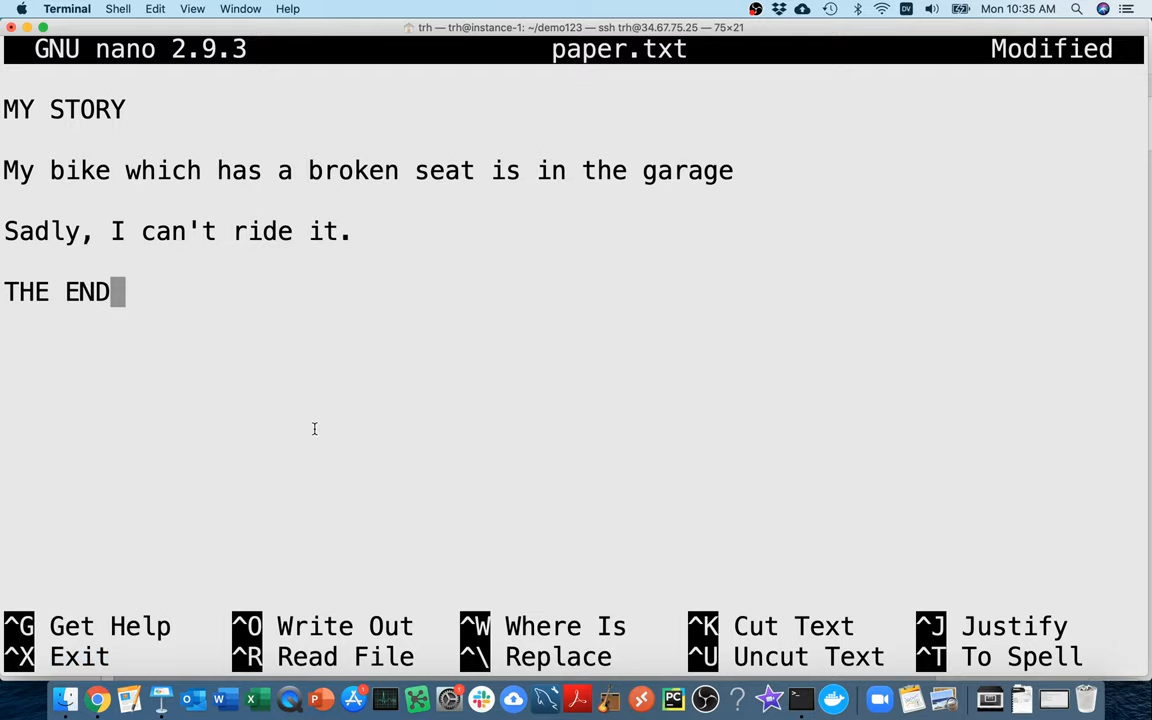 Terminal Shell Edit View Window Help Mon 10:35 AM
trh — trh@instance-1: ~/demo123 — ssh trh@34.67.75.25 — 75×21
GNU nano 2.9.3 paper.txt Modified
MY STORY
My bike which has a broken seat is in the garage
Sadly, I can't ride it.
THE END
^G Get Help ^O Write Out ^W Where Is ^K Cut Text ^J Justify
^X Exit ^R Read File ^\ Replace ^U Uncut Text ^T To Spell